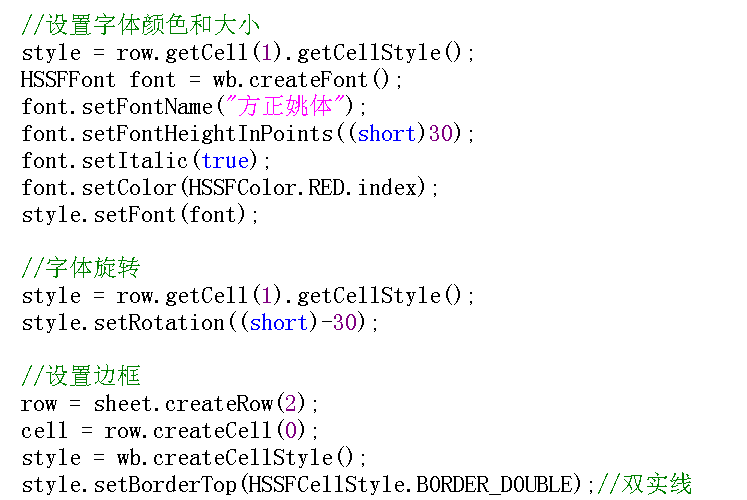 //设置字体颜色和大小
style = row.getCell(1).getCellStyle();
HSSFFont font = wb.createFont();
font.setFontName("方正姚体");
font.setFontHeightInPoints((short)30);
font.setItalic(true);
font.setColor(HSSFColor.RED.index);
style.setFont(font);
//字体旋转
style = row.getCell(1).getCellStyle();
style.setRotation((short)-30);
//设置边框
row = sheet.createRow(2);
cell = row.createCell(0);
style = wb.createCellStyle();
style.setBorderTop(HSSFCellStyle.BORDER_DOUBLE);//双实线